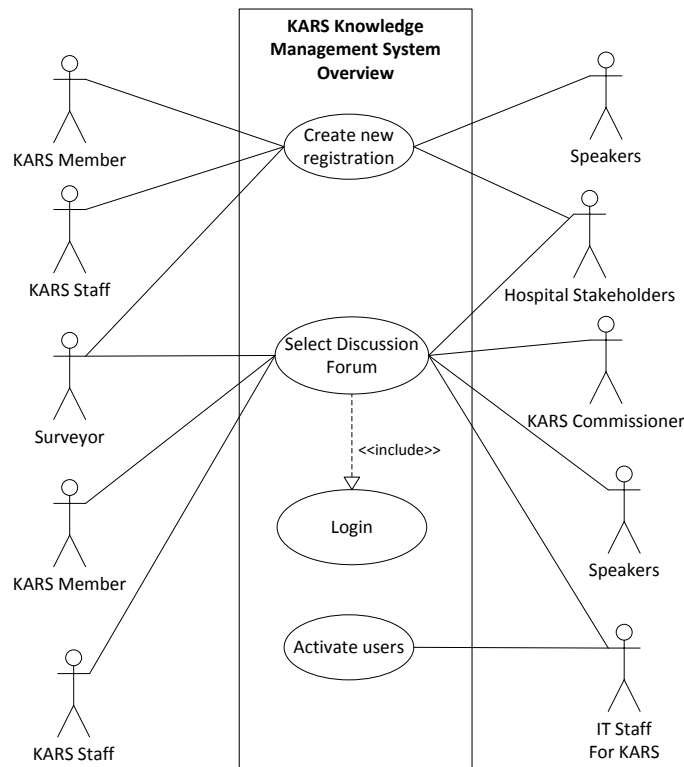 KARS Knowledge
Management System
Overview
KARS Member
Create new
registration
Speakers
KARS Staff
Hospital Stakeholders
Surveyor
Select Discussion
Forum
KARS Commissioner
<<include>>
KARS Member
Login
Speakers
Activate users
KARS Staff
IT Staff
For KARS